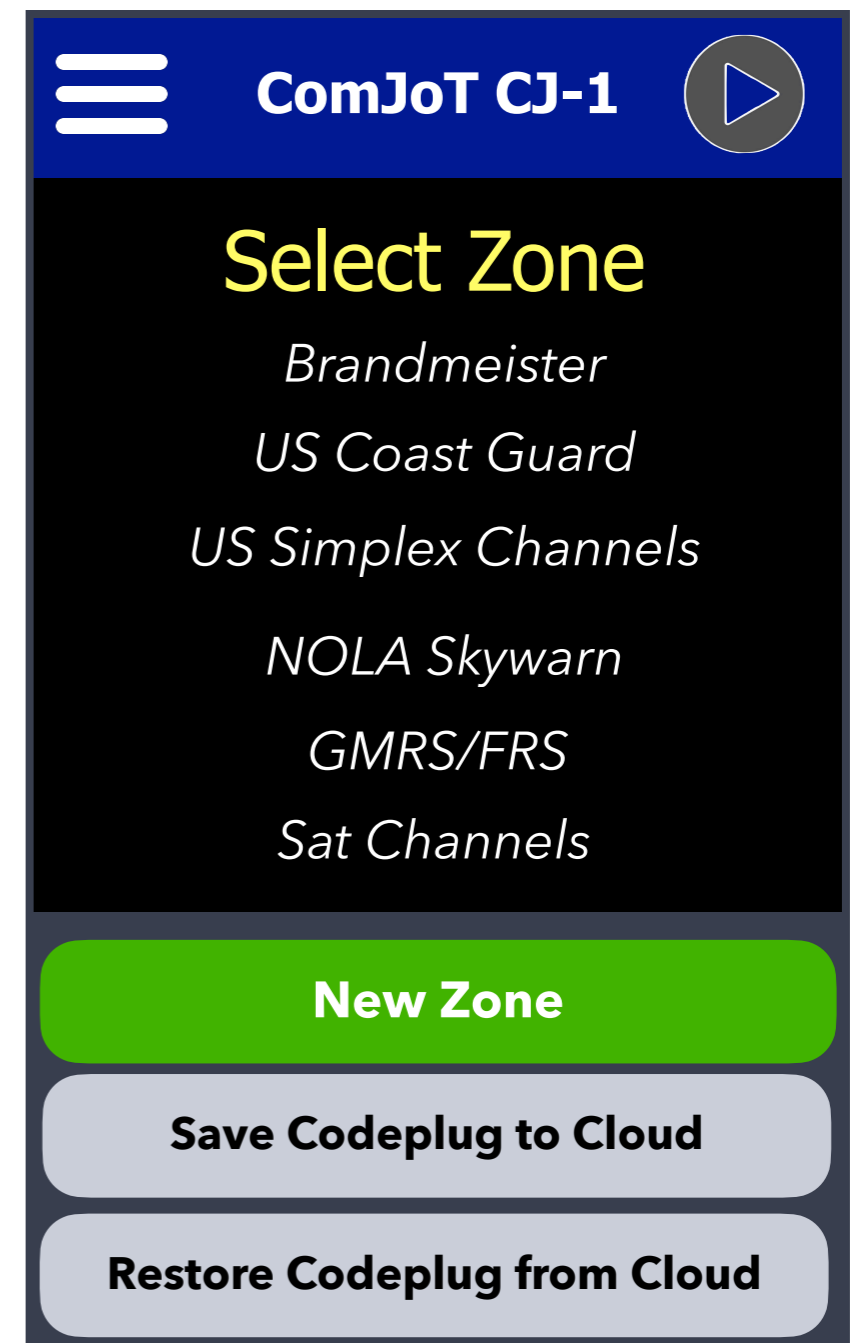 ComJoT CJ-1
Select Zone
Brandmeister
US Coast Guard
US Simplex Channels
NOLA Skywarn
GMRS/FRS
Sat Channels
New Zone
Save Codeplug to Cloud
Restore Codeplug from Cloud